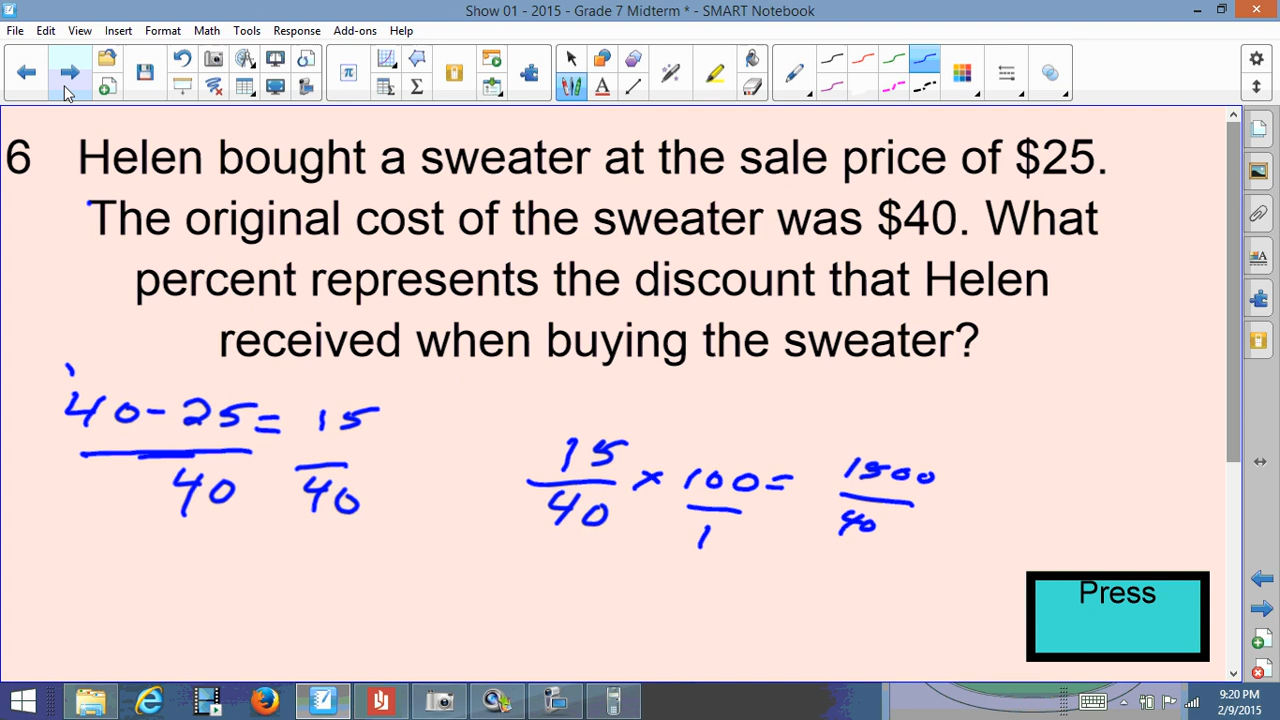 Show 01 - 2015 - Grade 7 Midterm * - SMART Notebook
File Edit View Insert Format Math Tools Response Add-ons Help
6 Helen bought a sweater at the sale price of $25.
The original cost of the sweater was $40. What
percent represents the discount that Helen
received when buying the sweater?
40-25= 15
40 40
15 × 100 = 1500
40 1 40
Press
9:20 PM
2/9/2015